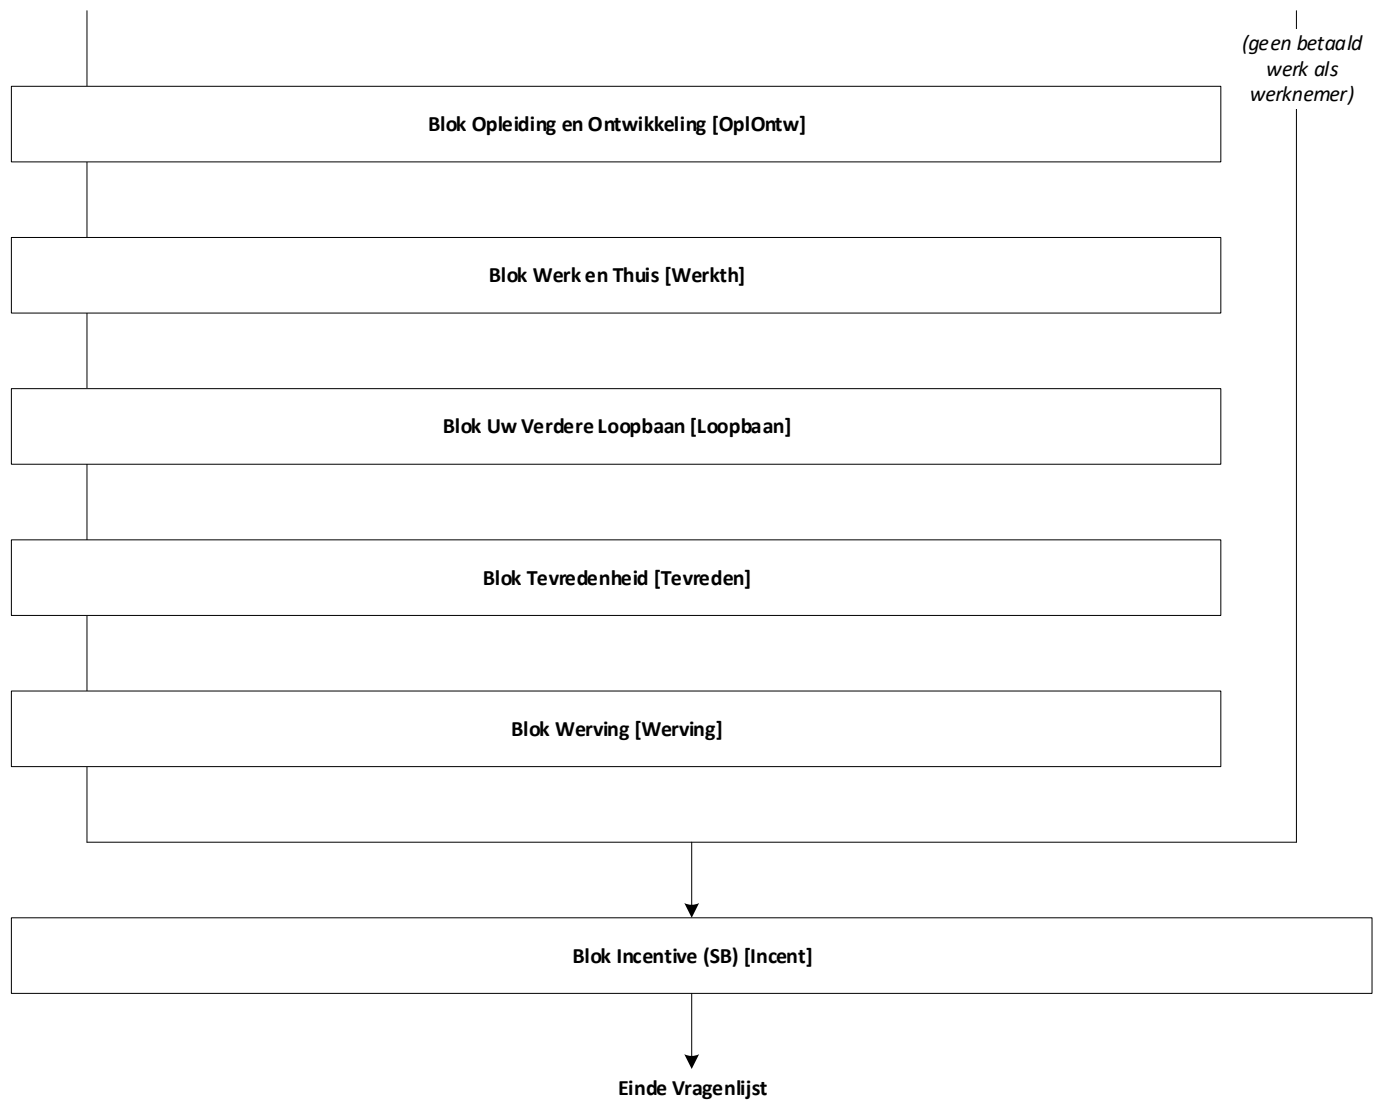 (geen betaald
werk als
werknemer)
Blok Opleiding en Ontwikkeling [OplOntw]
Blok Werk en Thuis [Werkth]
Blok Uw Verdere Loopbaan [Loopbaan]
Blok Tevredenheid [Tevreden]
Blok Werving [Werving]
Blok Incentive (SB) [Incent]
Einde Vragenlijst